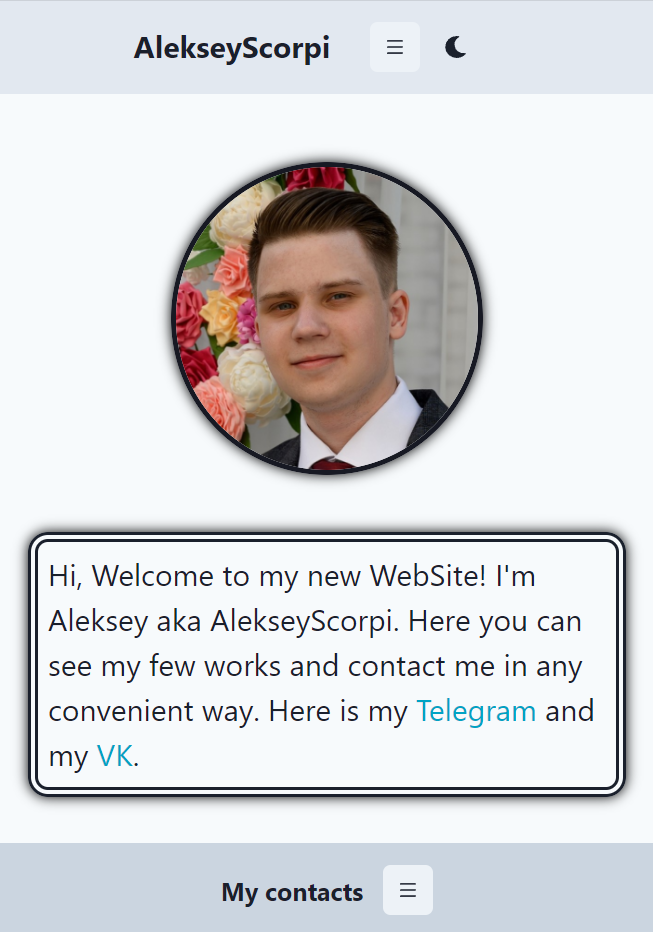 AlekseyScorpi
Hi, Welcome to my new WebSite! I'm
Aleksey aka AlekseyScorpi. Here you can
see my few works and contact me in any
convenient way. Here is my Telegram and
my VK.
My contacts